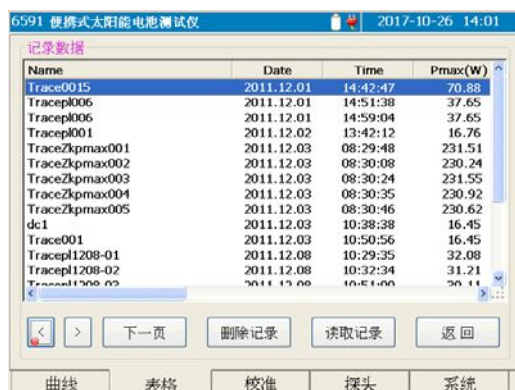 6591 便携式太阳能电池测试仪 2017-10-26 14:01
记录数据
Name Date Time Pmax(W)
Trace0015 2011.12.01 14:42:47 70.88
Tracepl006 2011.12.01 14:51:38 37.65
Tracepl006 2011.12.01 14:59:04 37.65
Tracepl001 2011.12.02 13:42:12 16.76
TraceZkpmax001 2011.12.03 08:29:48 231.51
TraceZkpmax002 2011.12.03 08:30:08 230.24
TraceZkpmax003 2011.12.03 08:30:24 231.55
TraceZkpmax004 2011.12.03 08:30:35 230.92
TraceZkpmax005 2011.12.03 08:30:46 230.62
dc1 2011.12.03 10:38:38 16.45
Trace001 2011.12.03 10:50:56 16.45
Tracepl1208-01 2011.12.08 10:29:35 32.08
Tracepl1208-02 2011.12.08 10:32:34 31.21
< > 下一页 删除记录 读取记录 返回
曲线 表格 校准 探头 系统